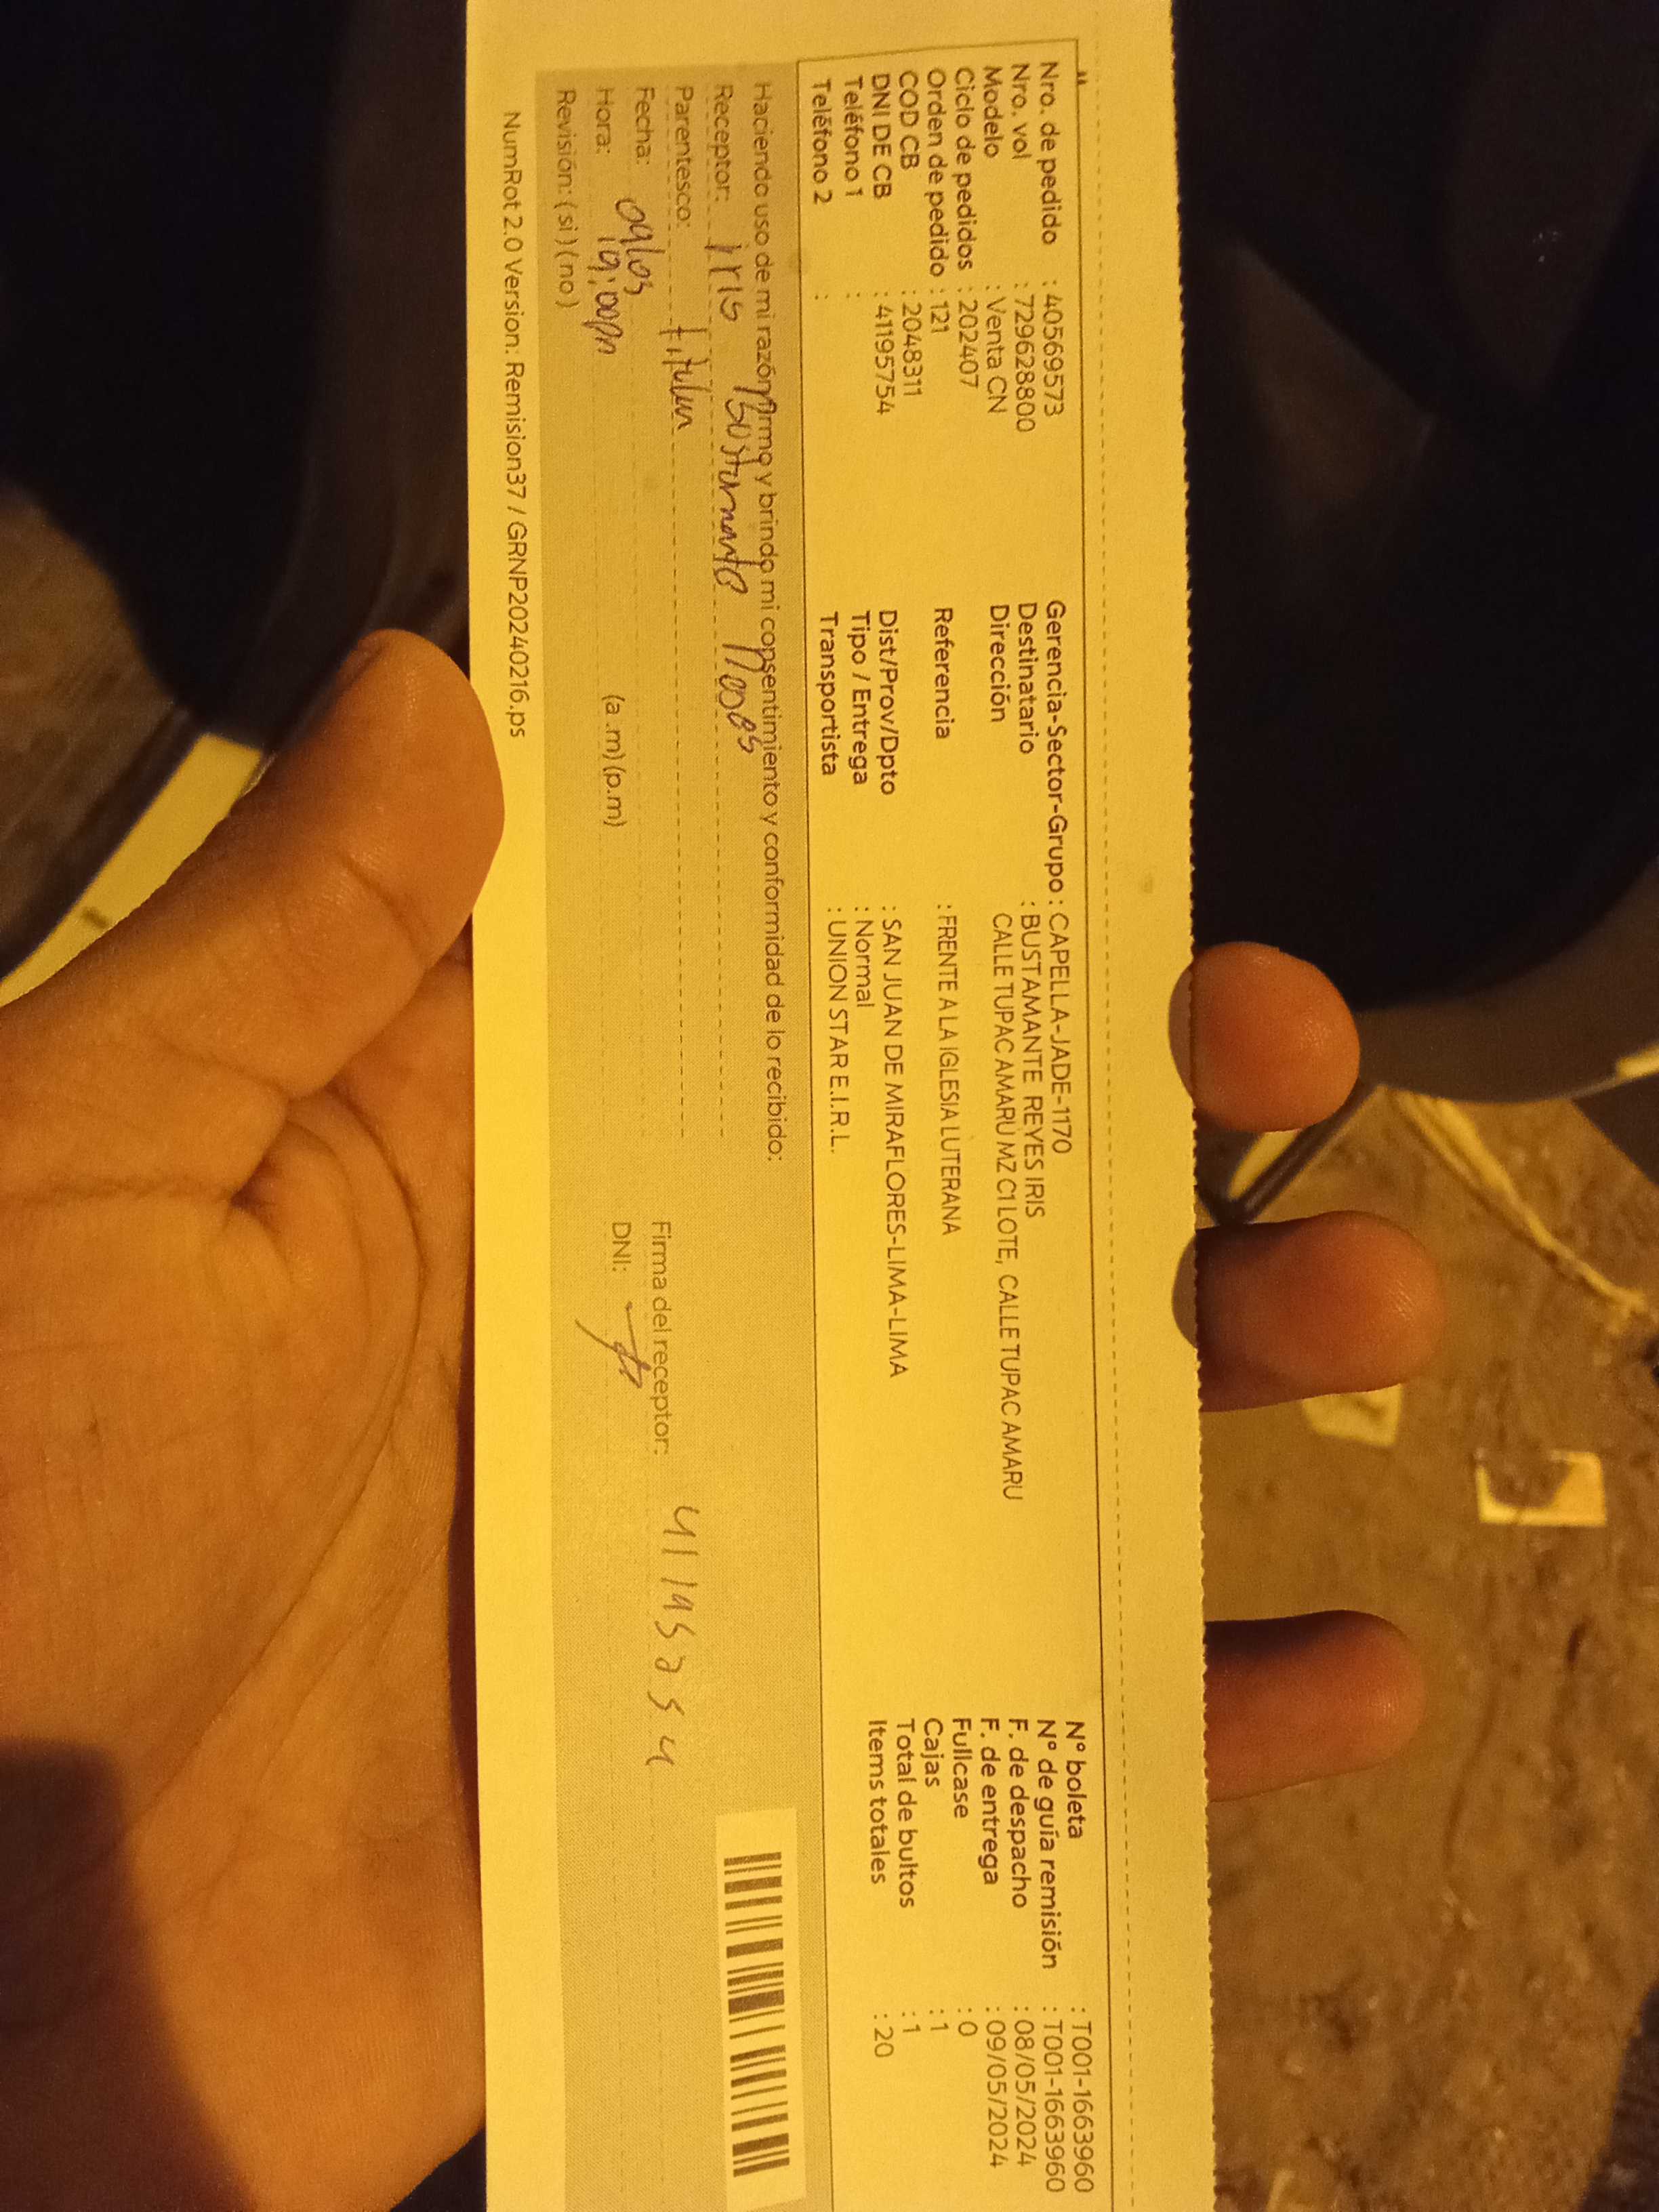 Nro. de pedido : 40569573
Nro. vol : 729628800
Modelo : Venta CN
Ciclo de pedidos : 202407
Orden de pedido : 121
COD CB : 2048311
DNI DE CB : 41195754
Teléfono 1 :
Teléfono 2 :
Gerencia-Sector-Grupo : CAPELLA-JADE-1170
Destinatario : BUSTAMANTE REYES IRIS
Dirección CALLE TUPAC AMARU MZ C1 LOTE, CALLE TUPAC AMARU
Referencia : FRENTE A LA IGLESIA LUTERANA
Dist/Prov/Dpto : SAN JUAN DE MIRAFLORES-LIMA-LIMA
Tipo / Entrega : Normal
Transportista : UNION STAR E.I.R.L.
N° boleta : T001-1663960
N° de guía remisión : T001-1663960
F. de despacho : 08/05/2024
F. de entrega : 09/05/2024
Fullcase : 0
Cajas : 1
Total de bultos : 1
Items totales : 20
Haciendo uso de mi razón firmo y brindo mi consentimiento y conformidad de lo recibido:
Receptor: iris Bustamante
Parentesco: titular
Fecha: 09/05
Hora: 19:00pm (a.m) (p.m)
Revisión: ( si ) ( no )
Firma del receptor: 41195754
DNI:
NumRot 2.0 Version: Remision37 / GRNP20240216.ps